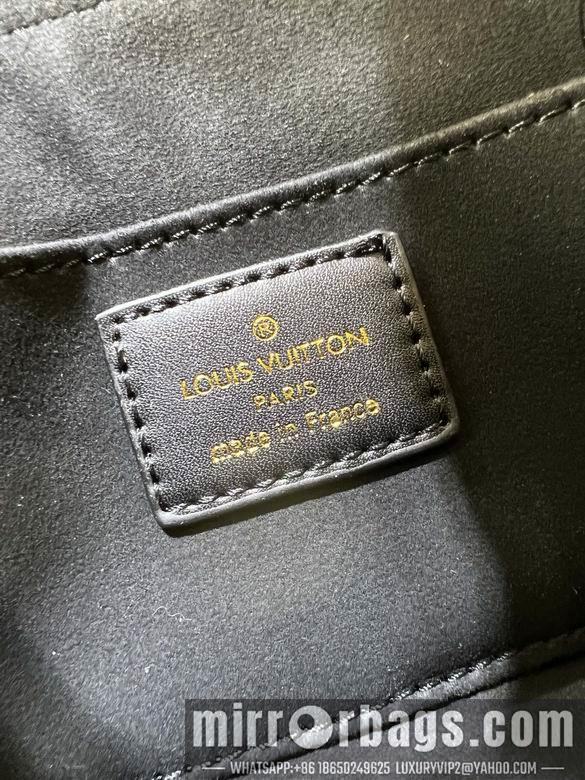 ®
LOUIS VUITTON
PARIS
made in France
mirrorbags.com
WHATSAPP:+86 18650249625 LUXURYVIP2@YAHOO.COM